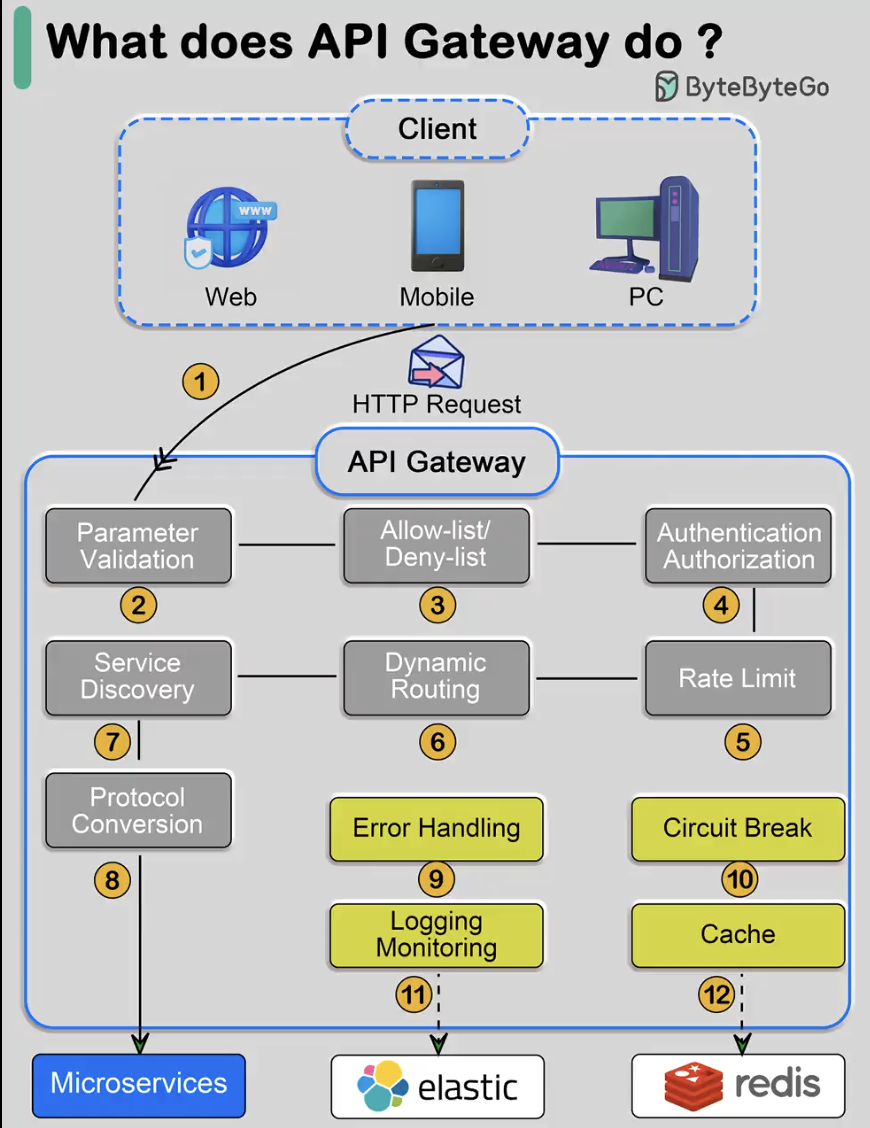 What does API Gateway do ?
ByteByteGo
Client
www
Web
Mobile
PC
1
HTTP Request
API Gateway
Parameter
Validation
Allow-list/
Deny-list
Authentication
Authorization
2
3
4
Service
Discovery
Dynamic
Routing
Rate Limit
7
6
5
Protocol
Conversion
Error Handling
Circuit Break
8
9
10
Logging
Monitoring
Cache
11
12
Microservices
elastic
redis